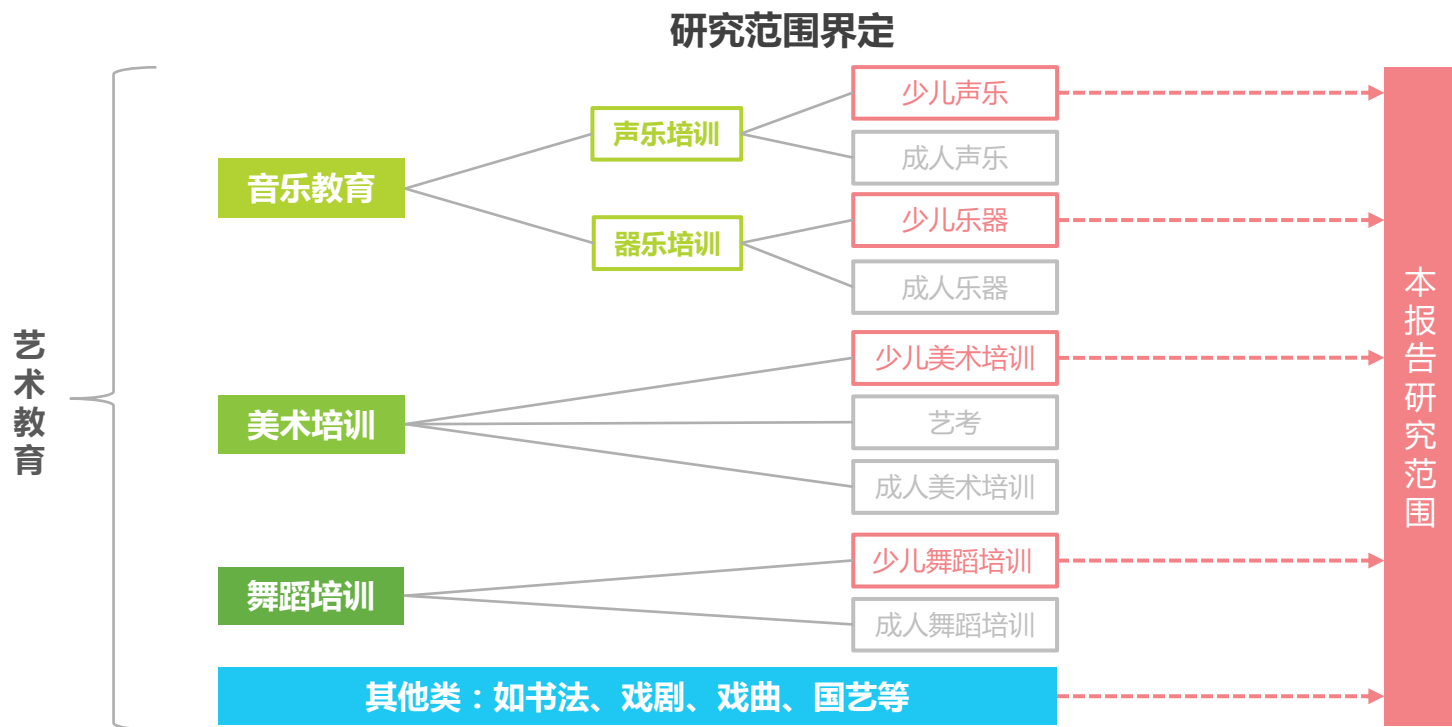 研究范围界定
艺术教育
音乐教育
声乐培训
少儿声乐
成人声乐
器乐培训
少儿乐器
成人乐器
美术培训
少儿美术培训
艺考
成人美术培训
舞蹈培训
少儿舞蹈培训
成人舞蹈培训
其他类：如书法、戏剧、戏曲、国艺等
本报告研究范围